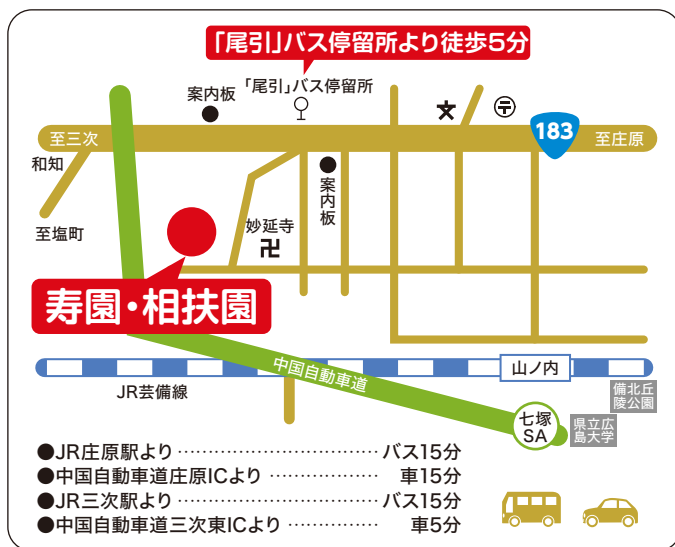 「尾引」バス停留所より徒歩5分
案内板
「尾引」バス停留所
文
〒
至三次
183
至庄原
和知
案内板
至塩町
妙延寺
卍
寿園・相扶園
中国自動車道
山ノ内
JR芸備線
備北丘
陵公園
七塚
SA
県立広
島大学
●JR庄原駅より……………………………バス15分
●中国自動車道庄原ICより………………車15分
●JR三次駅より……………………………バス15分
●中国自動車道三次東ICより……………車5分